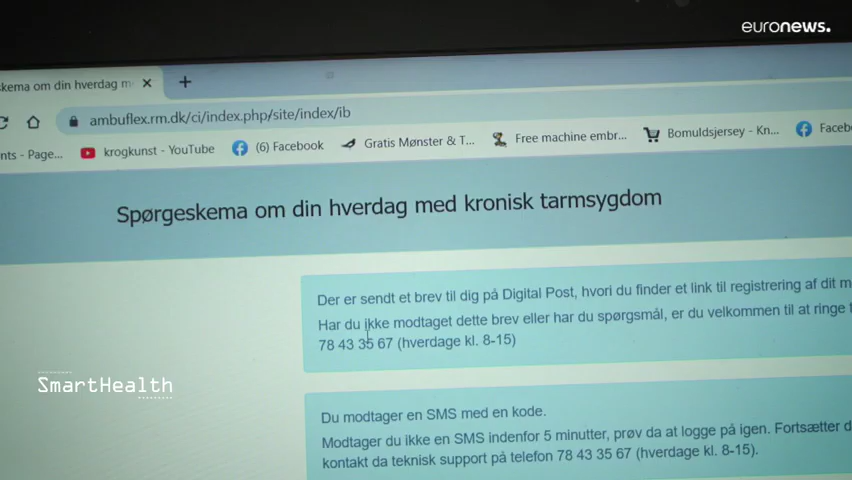 euronews.
kema om din hverdag m
ambuflex.rm.dk/ci/index.php/site/index/ib
nts - Page... krogkunst - YouTube (6) Facebook Gratis Mønster & T... Free machine embr... Bomuldsjersey - Kn... Faceb
Spørgeskema om din hverdag med kronisk tarmsygdom
Der er sendt et brev til dig på Digital Post, hvori du finder et link til registrering af dit m
Har du ikke modtaget dette brev eller har du spørgsmål, er du velkommen til at ringe
78 43 35 67 (hverdage kl. 8-15)
SmartHealth
Du modtager en SMS med en kode.
Modtager du ikke en SMS indenfor 5 minutter, prøv da at logge på igen. Fortsætter d
kontakt da teknisk support på telefon 78 43 35 67 (hverdage kl. 8-15).